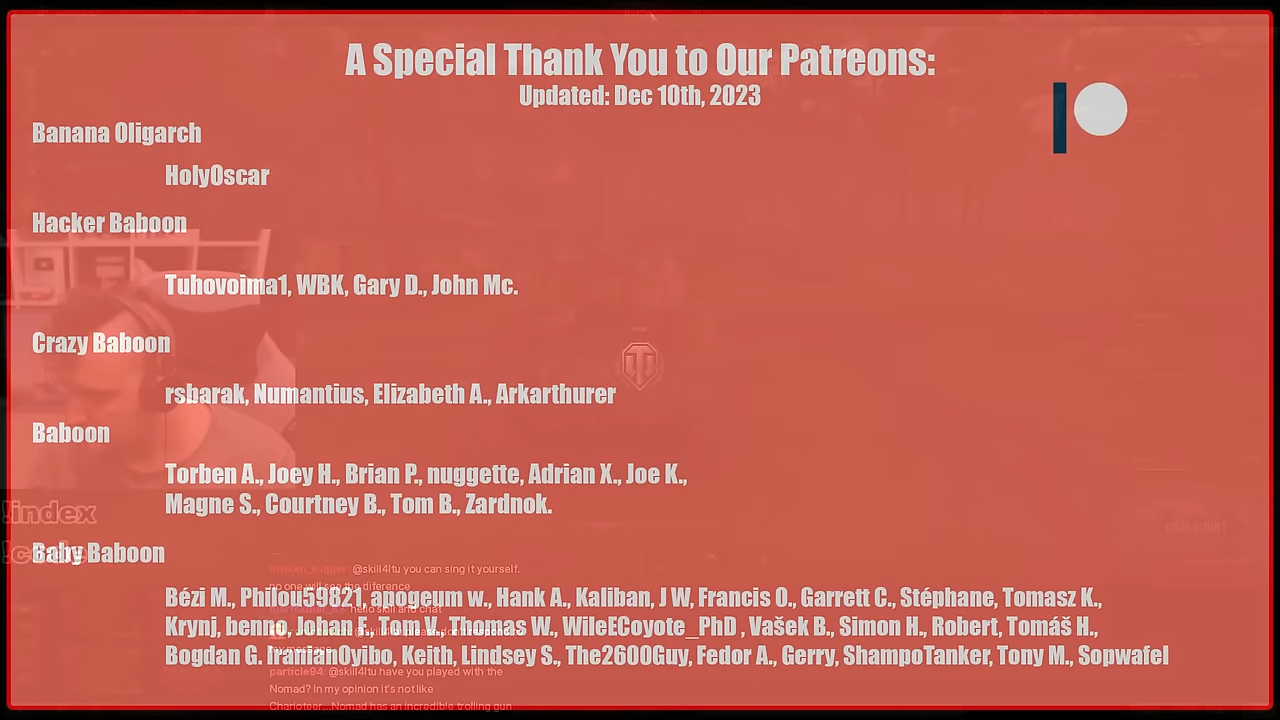 A Special Thank You to Our Patreons:
Updated: Dec 10th, 2023
Banana Oligarch
HolyOscar
Hacker Baboon
Tuhovoima1, WBK, Gary D., John Mc.
Crazy Baboon
rsbarak, Numantius, Elizabeth A., Arkarthurer
Baboon
Torben A., Joey H., Brian P., nuggette, Adrian X., Joe K.,
Magne S., Courtney B., Tom B., Zardnok.
!index
Baby Baboon
broken_trigger: @skill4ltu you can sing it yourself.
no one will see the diference
Bézi M., Philou59821, apogeum w., Hank A., Kaliban, J W, Francis O., Garrett C., Stéphane, Tomasz K.,
hello skill and chat
Krynj, Johan F., Tom V., Thomas W., WileECoyote_PhD , Vašek B., Simon H., Robert, Tomáš H.,
Bogdan G. IranianOyibo, Keith, Lindsey S., The2600Guy, Fedor A., Gerry, ShampoTanker, Tony M., Sopwafel
particle94: @skill4ltu have you played with the
Nomad? In my opinion it's not like
Charioteer...Nomad has an incredible trolling gun